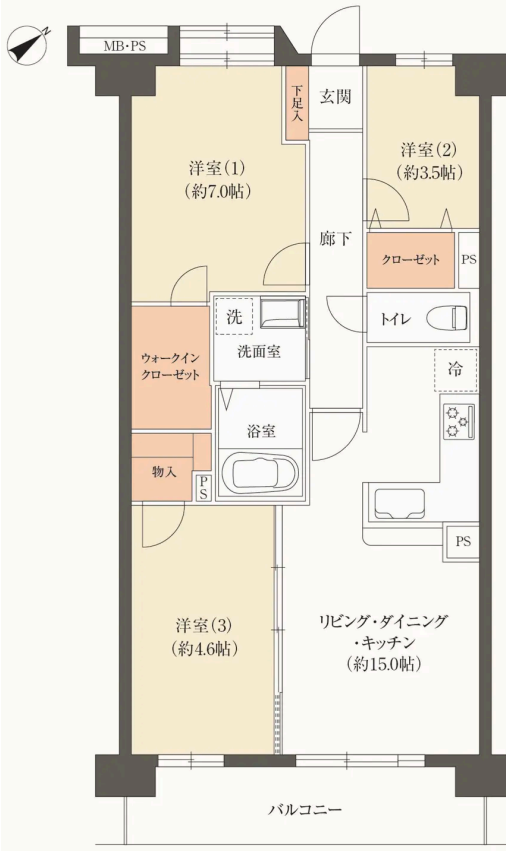 N
MB・PS
下足入
玄関
洋室(1)
(約7.0帖)
洋室(2)
(約3.5帖)
廊下
クローゼット
PS
洗
洗面室
トイレ
冷
ウォークイン
クローゼット
浴室
物入
PS
PS
洋室(3)
(約4.6帖)
リビング・ダイニング
・キッチン
(約15.0帖)
バルコニー